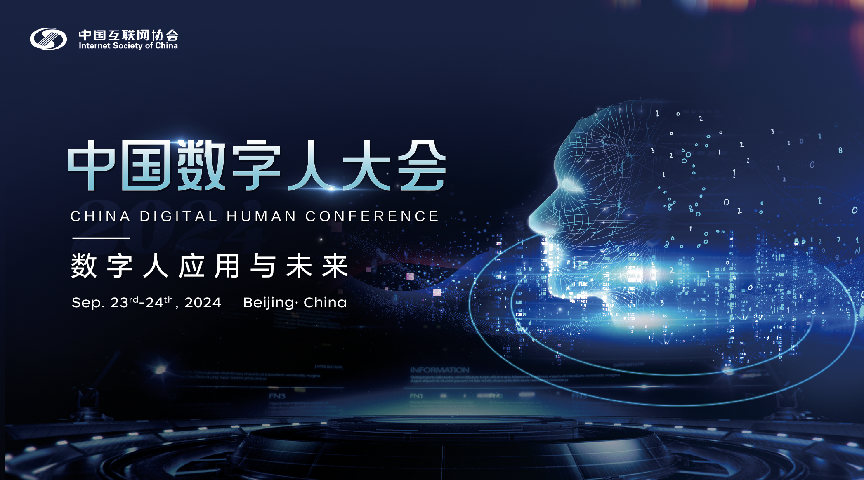 中国互联网协会
Internet Society of China
中国数字人大会
CHINA DIGITAL HUMAN CONFERENCE
数字人应用与未来
Sep. 23rd-24th, 2024 Beijing· China
INFORMATION